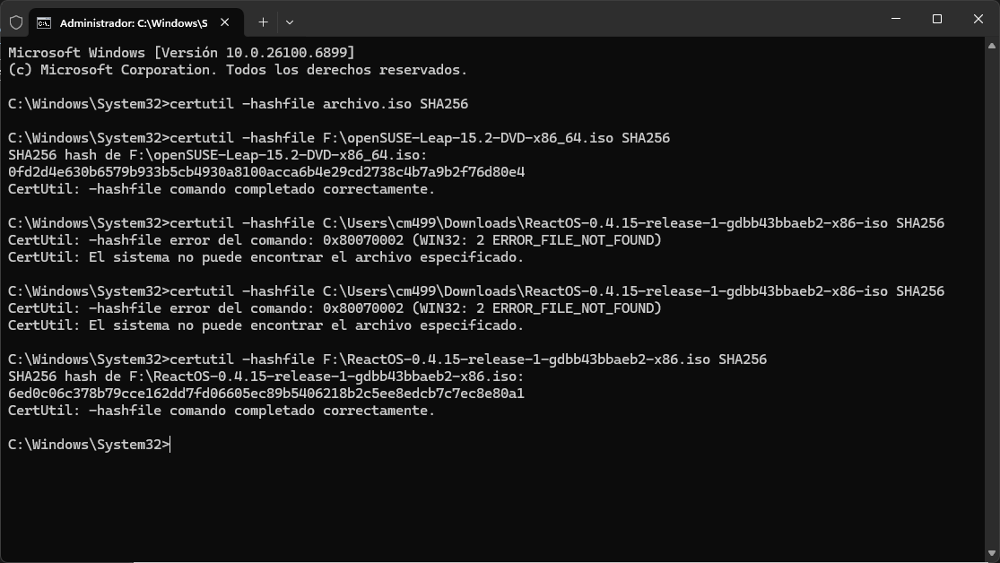 Administrador: C:\Windows\S
Microsoft Windows [Versión 10.0.26100.6899]
(c) Microsoft Corporation. Todos los derechos reservados.
C:\Windows\System32>certutil -hashfile archivo.iso SHA256
C:\Windows\System32>certutil -hashfile F:\openSUSE-Leap-15.2-DVD-x86_64.iso SHA256
SHA256 hash de F:\openSUSE-Leap-15.2-DVD-x86_64.iso:
0fd2d4e630b6579b933b5cb4930a8100acca6b4e29cd2738c4b7a9b2f76d80e4
CertUtil: -hashfile comando completado correctamente.
C:\Windows\System32>certutil -hashfile C:\Users\cm499\Downloads\ReactOS-0.4.15-release-1-gdbb43bbaeb2-x86-iso SHA256
CertUtil: -hashfile error del comando: 0x80070002 (WIN32: 2 ERROR_FILE_NOT_FOUND)
CertUtil: El sistema no puede encontrar el archivo especificado.
C:\Windows\System32>certutil -hashfile C:\Users\cm499\Downloads\ReactOS-0.4.15-release-1-gdbb43bbaeb2-x86-iso SHA256
CertUtil: -hashfile error del comando: 0x80070002 (WIN32: 2 ERROR_FILE_NOT_FOUND)
CertUtil: El sistema no puede encontrar el archivo especificado.
C:\Windows\System32>certutil -hashfile F:\ReactOS-0.4.15-release-1-gdbb43bbaeb2-x86.iso SHA256
SHA256 hash de F:\ReactOS-0.4.15-release-1-gdbb43bbaeb2-x86.iso:
6ed0c06c378b79cce162dd7fd06605ec89b5406218b2c5ee8edcb7c7ec8e80a1
CertUtil: -hashfile comando completado correctamente.
C:\Windows\System32>